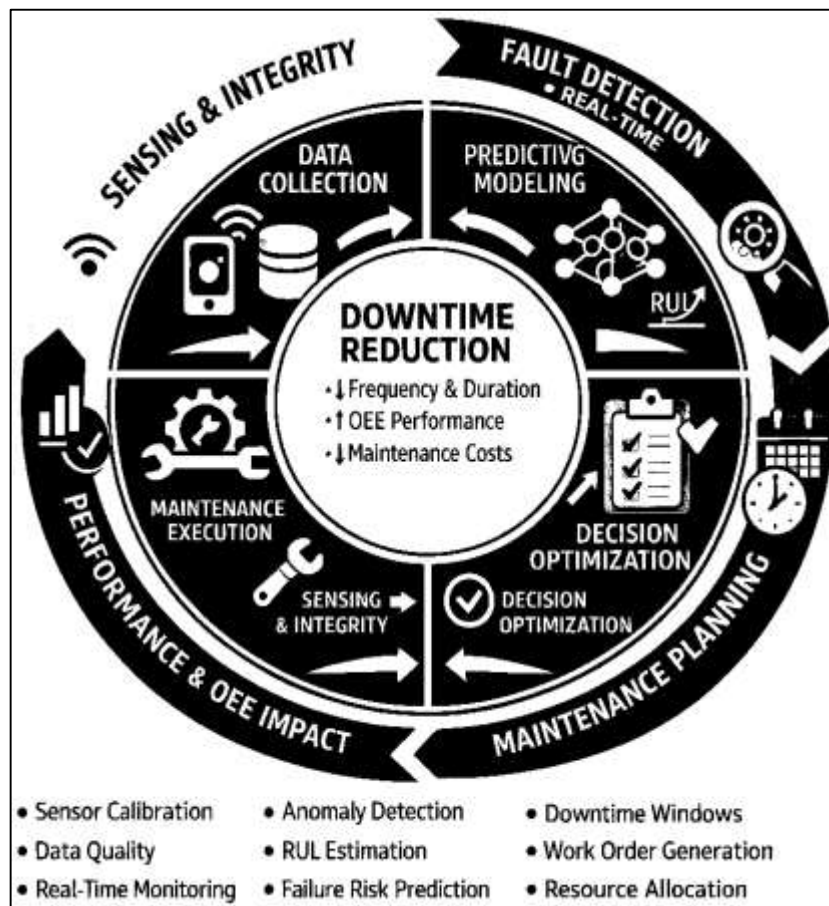 SENSING & INTEGRITY
FAULT DETECTION
• REAL-TIME
DATA
COLLECTION
PREDICTIVG
MODELING
RUL
DOWNTIME
REDUCTION
• ↓ Frequency & Duration
• ↑ OEE Performance
• ↓ Maintenance Costs
MAINTENANCE
EXECUTION
DECISION
OPTIMIZATION
SENSING
& INTEGRITY
DECISION
OPTIMIZATION
PERFORMANCE & OEE IMPACT
MAINTENANCE PLANNING
• Sensor Calibration
• Data Quality
• Real-Time Monitoring
• Anomaly Detection
• RUL Estimation
• Failure Risk Prediction
• Downtime Windows
• Work Order Generation
• Resource Allocation